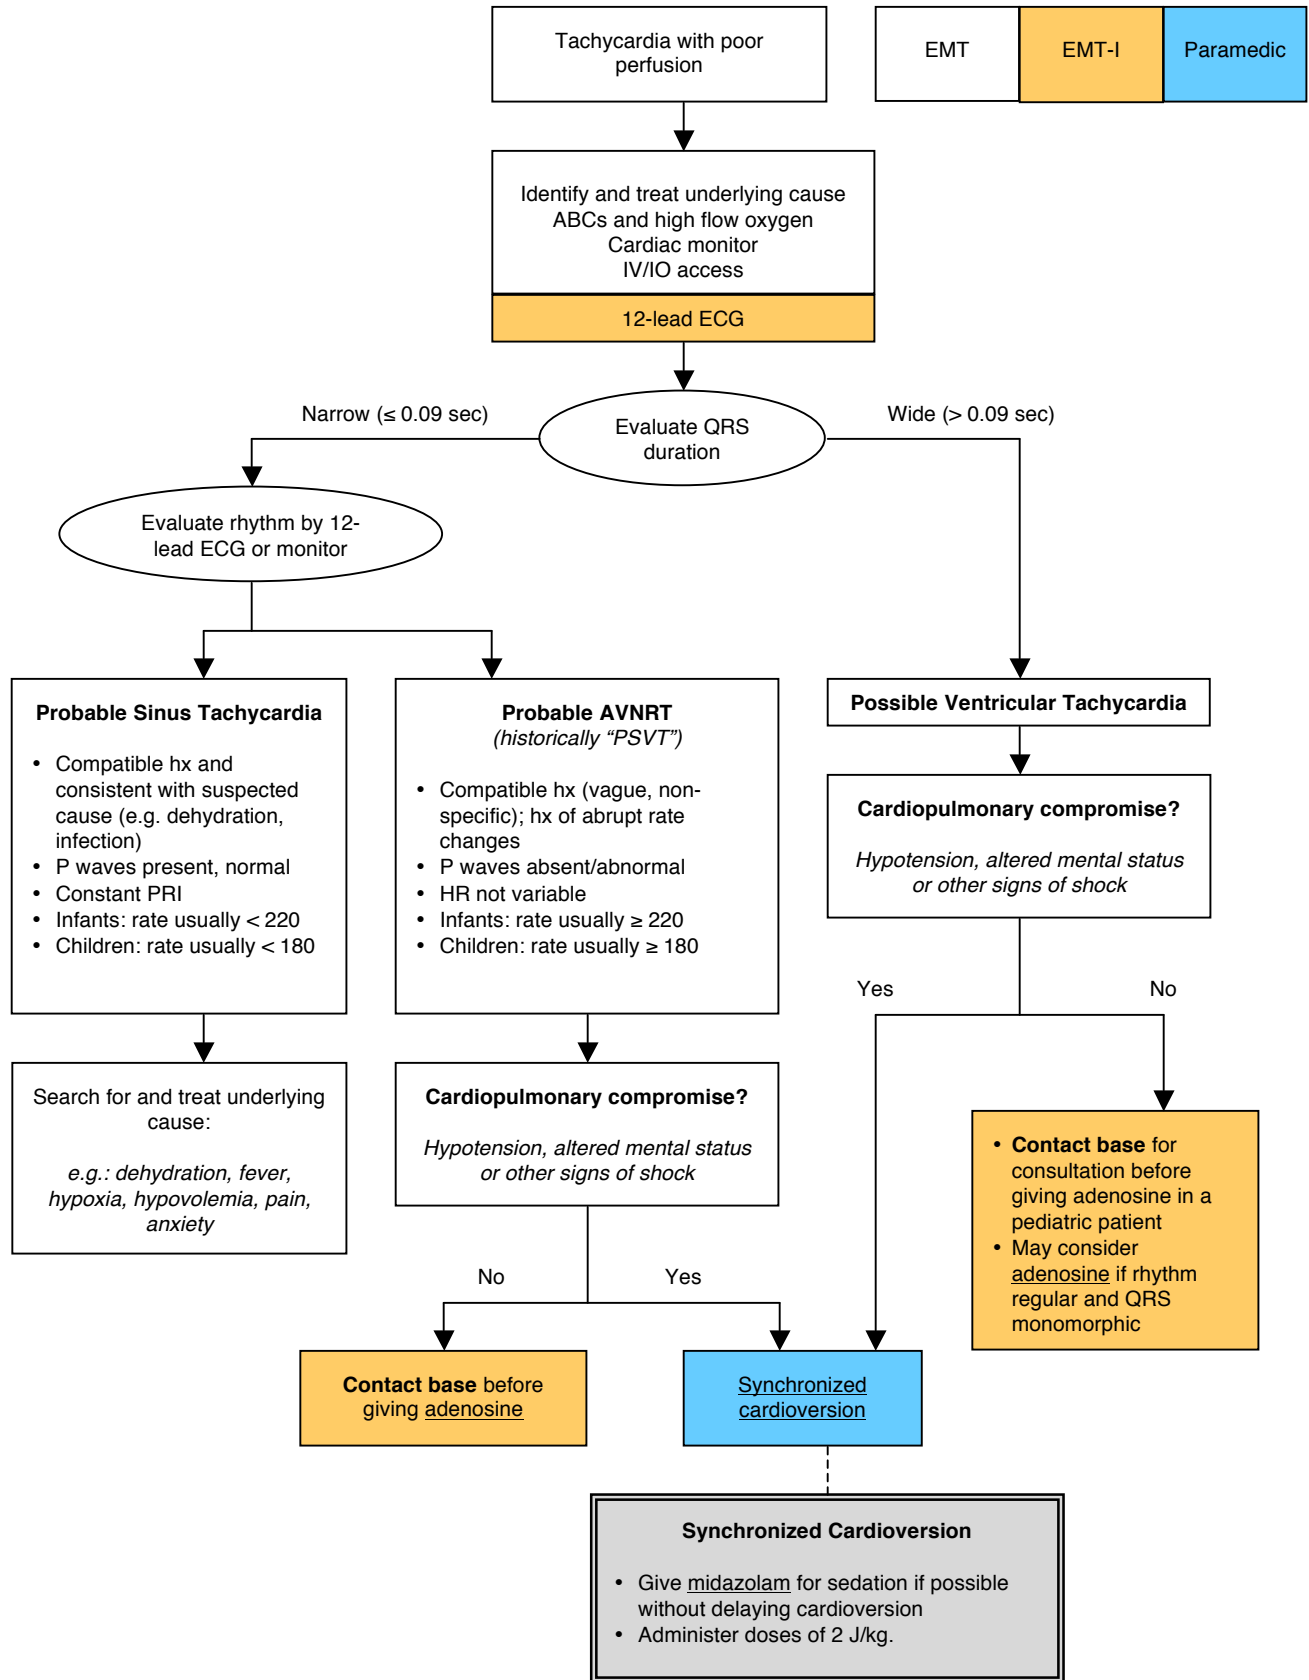 Tachycardia with poor
perfusion
EMT
EMT-I
Paramedic
Identify and treat underlying cause
ABCs and high flow oxygen
Cardiac monitor
IV/IO access
12-lead ECG
Narrow (≤ 0.09 sec)
Evaluate QRS
duration
Wide (> 0.09 sec)
Evaluate rhythm by 12-
lead ECG or monitor
Probable Sinus Tachycardia
• Compatible hx and
consistent with suspected
cause (e.g. dehydration,
infection)
• P waves present, normal
• Constant PRI
• Infants: rate usually < 220
• Children: rate usually < 180
Probable AVNRT
(historically “PSVT”)
• Compatible hx (vague, non-
specific); hx of abrupt rate
changes
• P waves absent/abnormal
• HR not variable
• Infants: rate usually ≥ 220
• Children: rate usually ≥ 180
Possible Ventricular Tachycardia
Cardiopulmonary compromise?
Hypotension, altered mental status
or other signs of shock
Yes
No
Search for and treat underlying
cause:
e.g.: dehydration, fever,
hypoxia, hypovolemia, pain,
anxiety
Cardiopulmonary compromise?
Hypotension, altered mental status
or other signs of shock
• Contact base for
consultation before
giving adenosine in a
pediatric patient
• May consider
adenosine if rhythm
regular and QRS
monomorphic
No
Yes
Contact base before
giving adenosine
Synchronized
cardioversion
Synchronized Cardioversion
• Give midazolam for sedation if possible
without delaying cardioversion
• Administer doses of 2 J/kg.